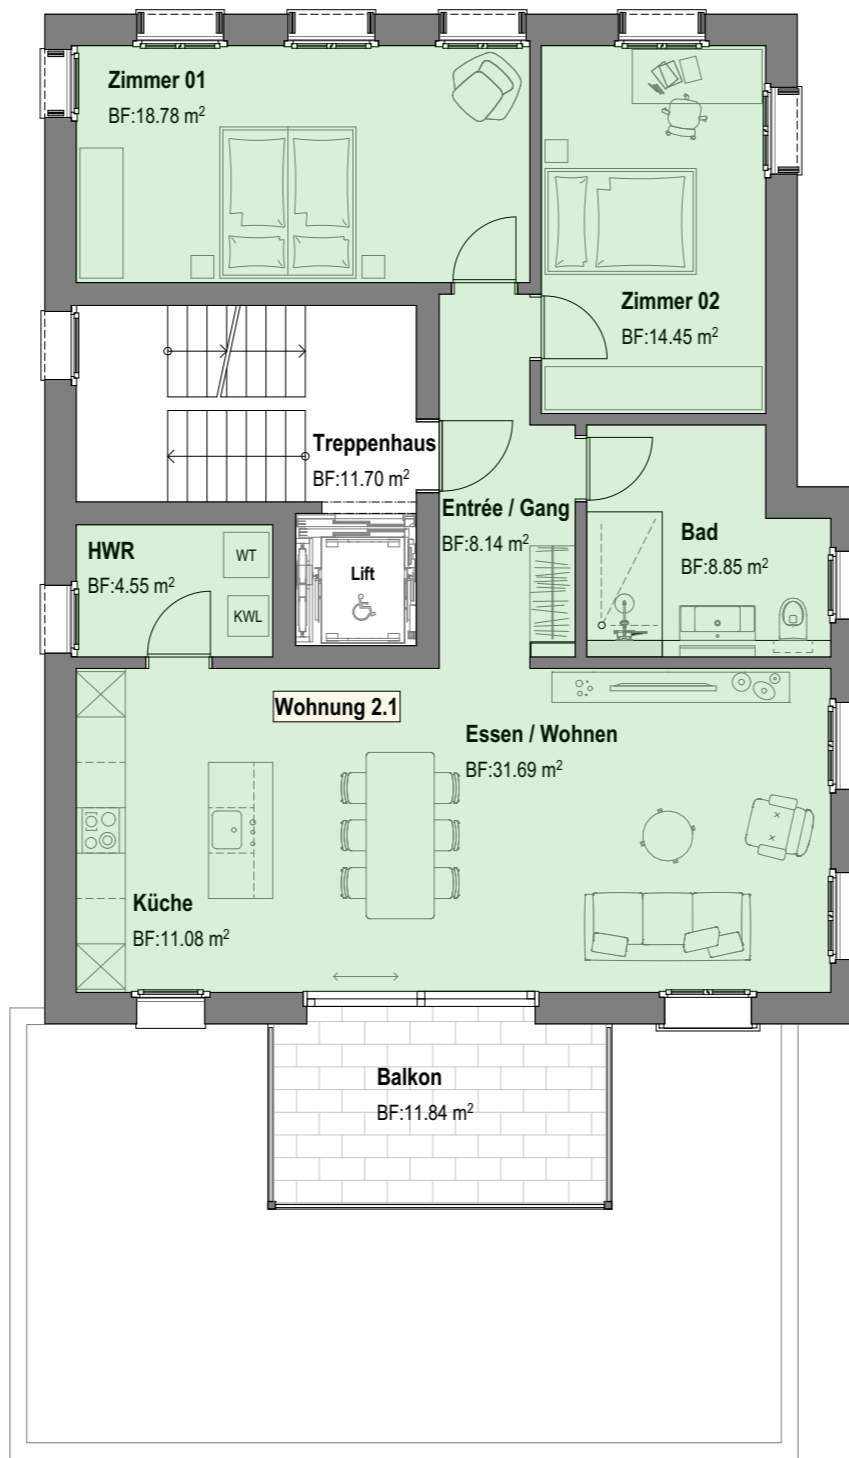 Zimmer 01
BF:18.78 m²
Zimmer 02
BF:14.45 m²
Treppenhaus
BF:11.70 m²
Entrée / Gang
BF:8.14 m²
Bad
BF:8.85 m²
HWR
BF:4.55 m²
WT
KWL
Lift
Wohnung 2.1
Essen / Wohnen
BF:31.69 m²
Küche
BF:11.08 m²
Balkon
BF:11.84 m²